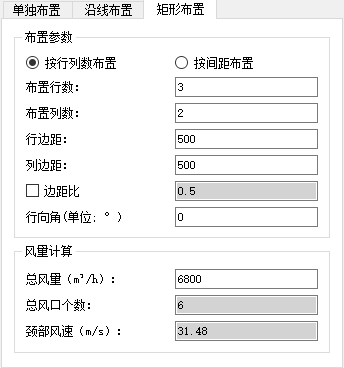 单独布置 沿线布置 矩形布置
布置参数
按行列数布置 按间距布置
布置行数: 3
布置列数: 2
行边距: 500
列边距: 500
边距比 0.5
行向角(单位: °) 0
风量计算
总风量（m³/h）: 6800
总风口个数: 6
颈部风速（m/s）: 31.48